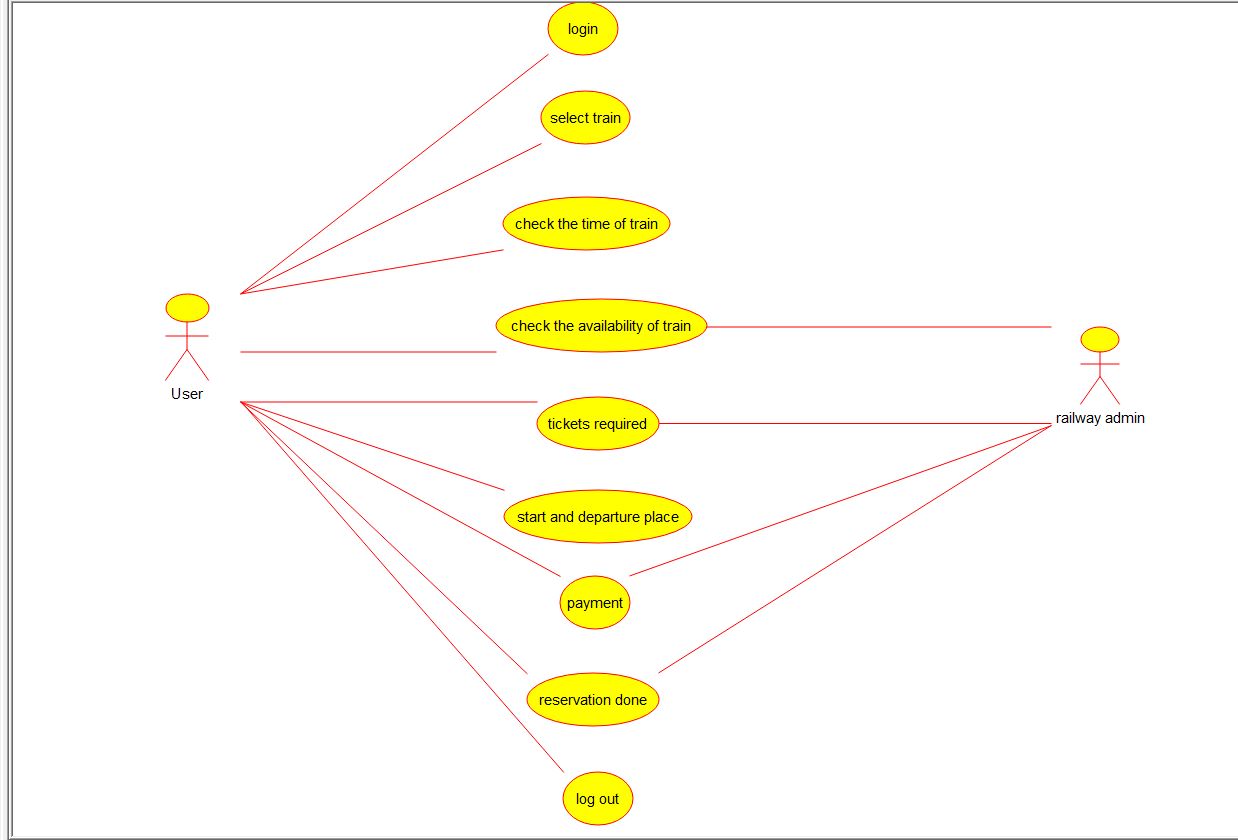 login
select train
check the time of train
check the availability of train
User
railway admin
tickets required
start and departure place
payment
reservation done
log out